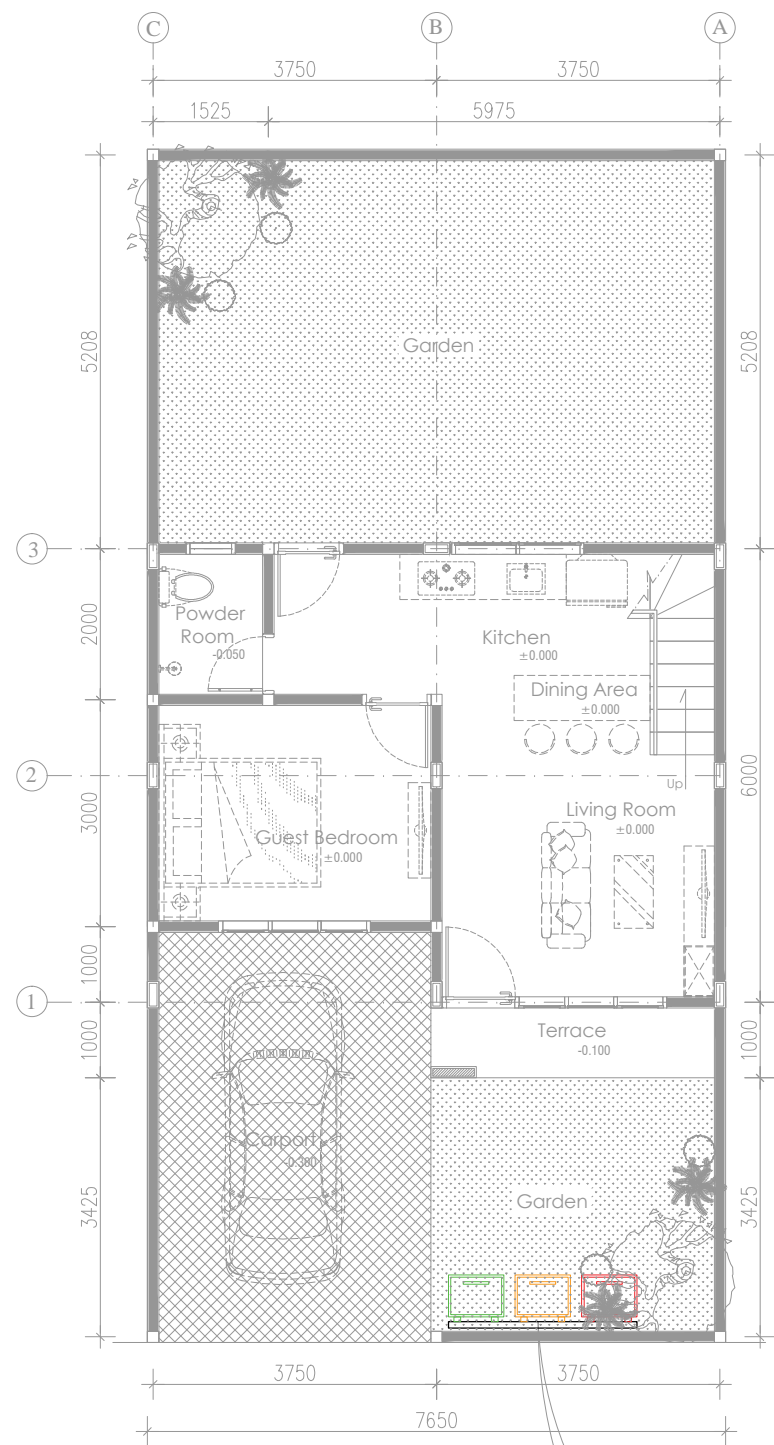 C
B
A
3750
3750
1525
5975
5208
5208
Garden
3
Powder
Room
-0.050
2000
Kitchen
±0.000
Dining Area
±0.000
2
Up
6000
3000
Living Room
±0.000
Guest Bedroom
±0.000
1000
1
Terrace
-0.100
1000
1000
Carport
-0.300
Garden
3425
3425
3750
3750
7650